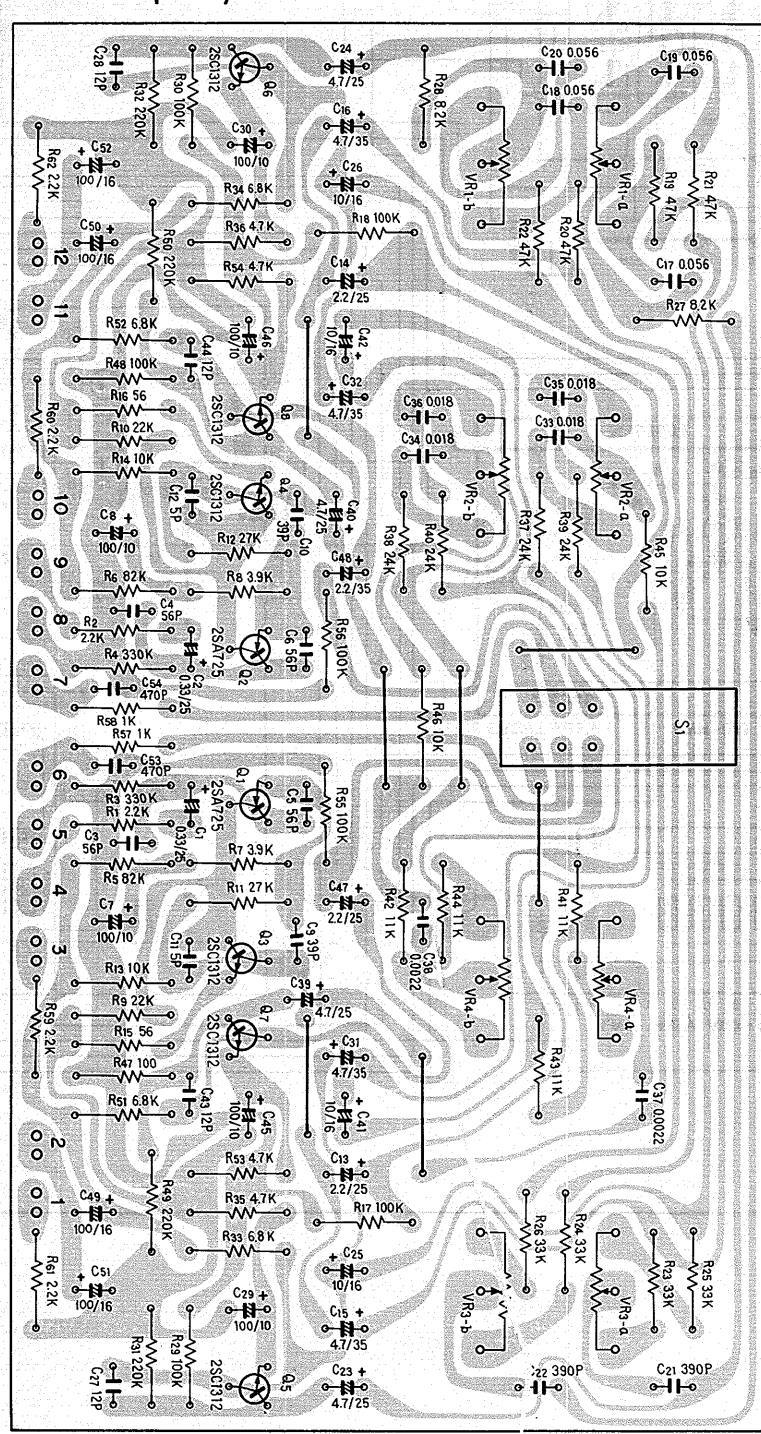 C28 12P
R32 220K
R30 100K
2SC1312
Q6
C24
4.7/25
R28 8.2K
C20 0.056
C19 0.056
C18 0.056
C16
4.7/35
C30
100/10
R62 2.2K
C52
100/16
C26
10/16
VR1-b
VR1-a
R19 47K
R21 47K
R34 6.8K
R18 100K
R22 47K
R20 47K
C50
100/16
R50 220K
R36 4.7K
12
R54 4.7K
C14
2.2/25
C17 0.056
11
R27 8.2K
R52 6.8K
C44 12P
C46
100/10
C42
10/16
R48 100K
C32
4.7/35
R16 56
2SC1312
Q8
C36 0.018
C35 0.018
R60 2.2K
R10 22K
C34 0.018
C33 0.018
R14 10K
VR2-b
VR2-a
10
C12 5P
2SC1312
Q4
C10
39P
C40
4.7/25
C8
100/10
R38 24K
R40 24K
R37 24K
R39 24K
R45 10K
9
R12 27K
C48
2.2/35
R6 82K
R8 3.9K
8
C4
56P
R2
2.2K
R56 100K
R4 330K
C2
0.33/25
2SA725
Q2
C6 56P
7
C54
470P
R58 1K
R46 10K
S1
R57 1K
6
C53
470P
R3 330K
C1
0.33/25
Q1
2SA725
C5 56P
R55 100K
5
R1 2.2K
C3
56P
R7 3.9K
R5 82K
4
R11 27K
C47
2.2/25
R42 11K
R44 11K
R41 11K
C38
0.0022
C7
100/10
3
C11 5P
2SC1312
Q3
C9 39P
R13 10K
C39
4.7/25
VR4-b
VR4-a
R59 2.2K
R9 22K
R15 56
2SC1312
Q7
C31
4.7/35
R47 100
R43 11K
C37 0.0022
R51 6.8K
C43 12P
C45
100/10
C41
10/16
2
R53 4.7K
C13
2.2/25
1
C49
100/16
R49 220K
R35 4.7K
R17 100K
R26 33K
R24 33K
R33 6.8K
R23 33K
R25 33K
R61 2.2K
C51
100/16
C25
10/16
VR3-b
VR3-a
C29
100/10
C15
4.7/35
R31 220K
R29 100K
C27 12P
2SC1312
Q5
C23
4.7/25
22 390P
C21 390P